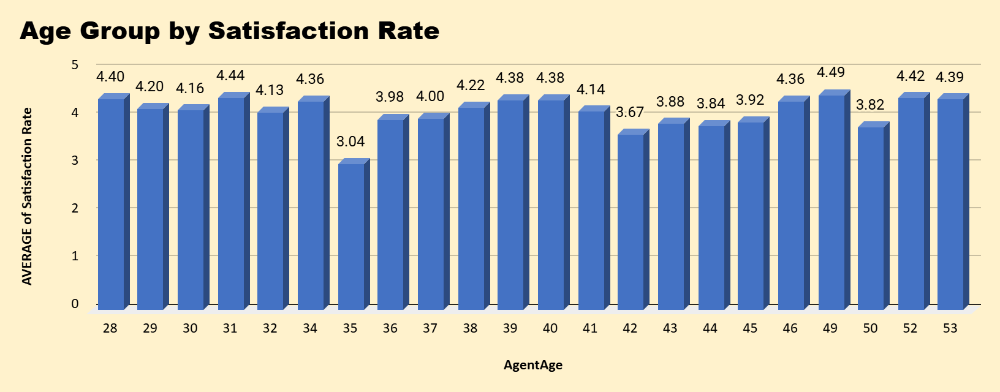 Age Group by Satisfaction Rate
AVERAGE of Satisfaction Rate
5
4
3
2
1
0
4.40 4.20 4.16 4.44 4.13 4.36 3.04 3.98 4.00 4.22 4.38 4.38 4.14 3.67 3.88 3.84 3.92 4.36 4.49 3.82 4.42 4.39
28 29 30 31 32 34 35 36 37 38 39 40 41 42 43 44 45 46 49 50 52 53
AgentAge